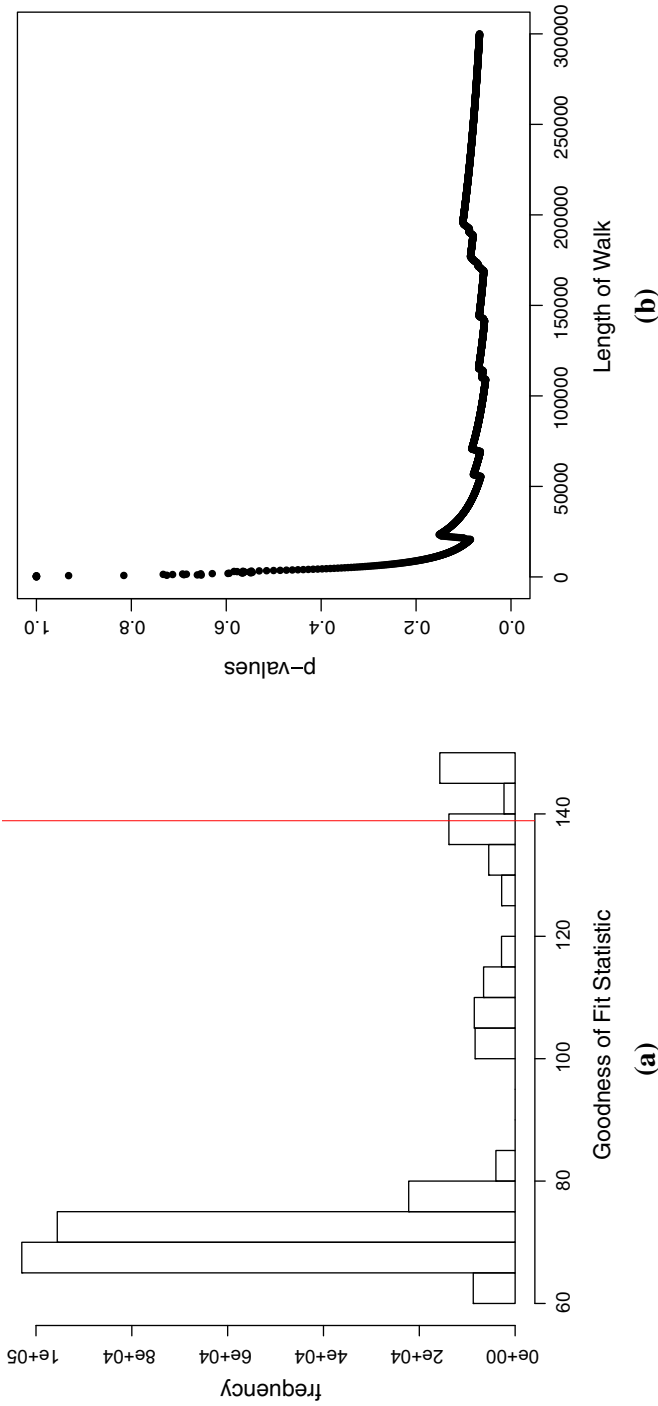 frequency
0e+00 2e+04 4e+04 6e+04 8e+04 1e+05
60 80 100 120 140
Goodness of Fit Statistic
(a)
p−values
0.0 0.2 0.4 0.6 0.8 1.0
0 50000 100000 150000 200000 250000 300000
Length of Walk
(b)